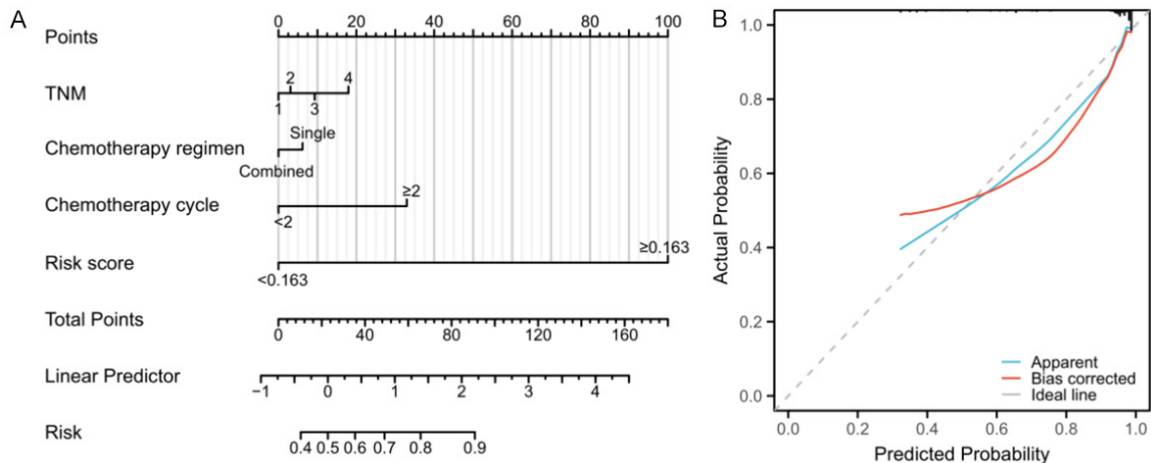 A
Points
0 20 40 60 80 100
TNM
2 4
1 3
Chemotherapy regimen
Single
Combined
Chemotherapy cycle
≥2
<2
Risk score
≥0.163
<0.163
Total Points
0 40 80 120 160
Linear Predictor
−1 0 1 2 3 4
Risk
0.4 0.5 0.6 0.7 0.8 0.9
B
Actual Probability
1.0
0.8
0.6
0.4
0.2
0.0
Apparent
Bias corrected
Ideal line
0.0 0.2 0.4 0.6 0.8 1.0
Predicted Probability